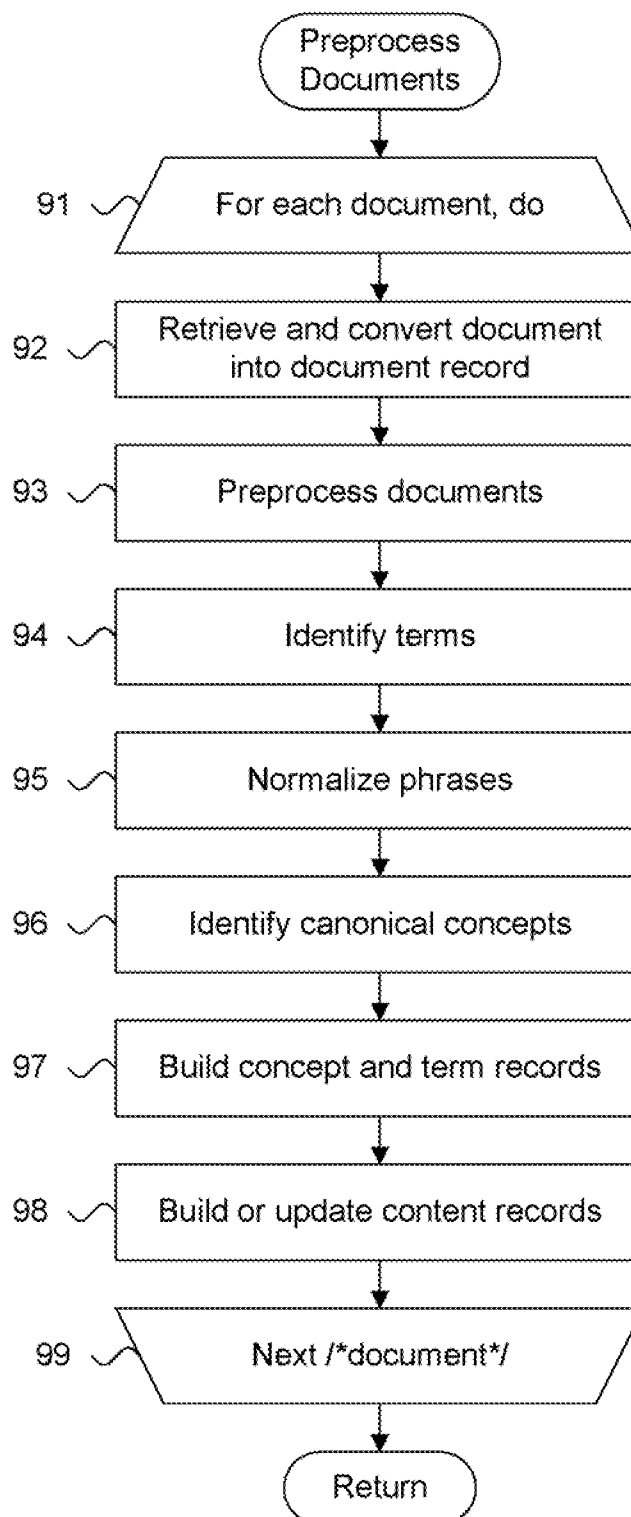 Preprocess
Documents
91
For each document, do
92
Retrieve and convert document
into document record
93
Preprocess documents
94
Identify terms
95
Normalize phrases
96
Identify canonical concepts
97
Build concept and term records
98
Build or update content records
99
Next /*document*/
Return